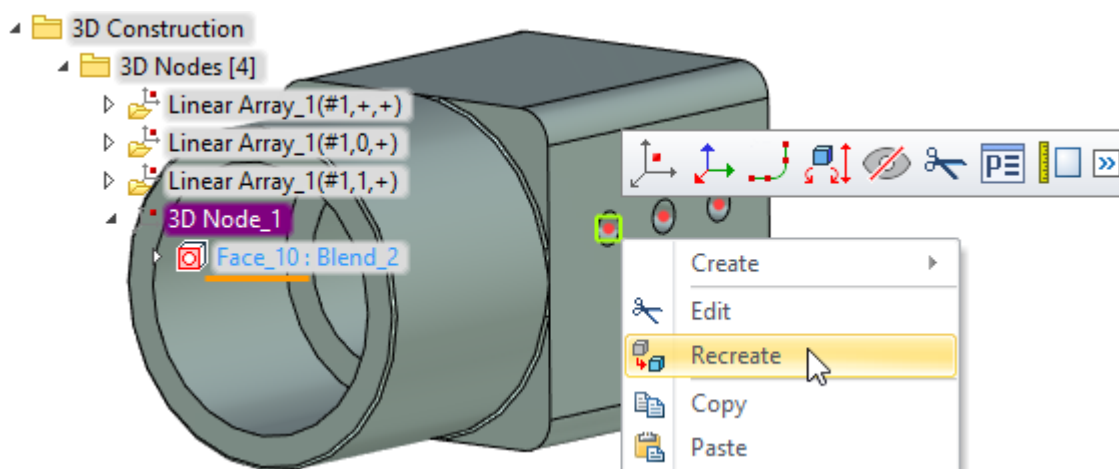 3D Construction
3D Nodes [4]
Linear Array_1(#1,+,+)
Linear Array_1(#1,0,+)
Linear Array_1(#1,1,+)
3D Node_1
Face_10 : Blend_2
Create
Edit
Recreate
Copy
Paste